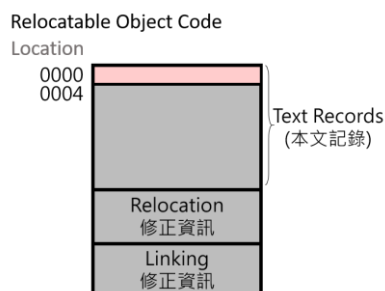 Relocatable Object Code
Location
0000
0004
Text Records
(本文記錄)
Relocation
修正資訊
Linking
修正資訊